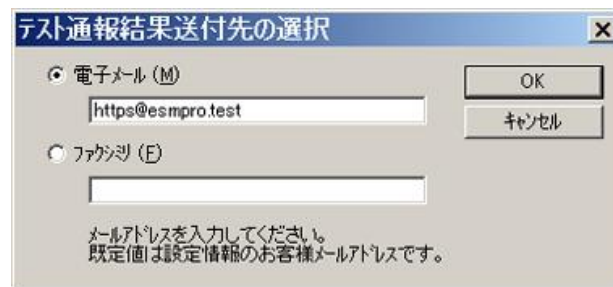 テスト通報結果送付先の選択
電子メール (M)
OK
https@esmpro.test
キャンセル
ファクシミリ (F)
メールアドレスを入力してください。
既定値は設定情報のお客様メールアドレスです。